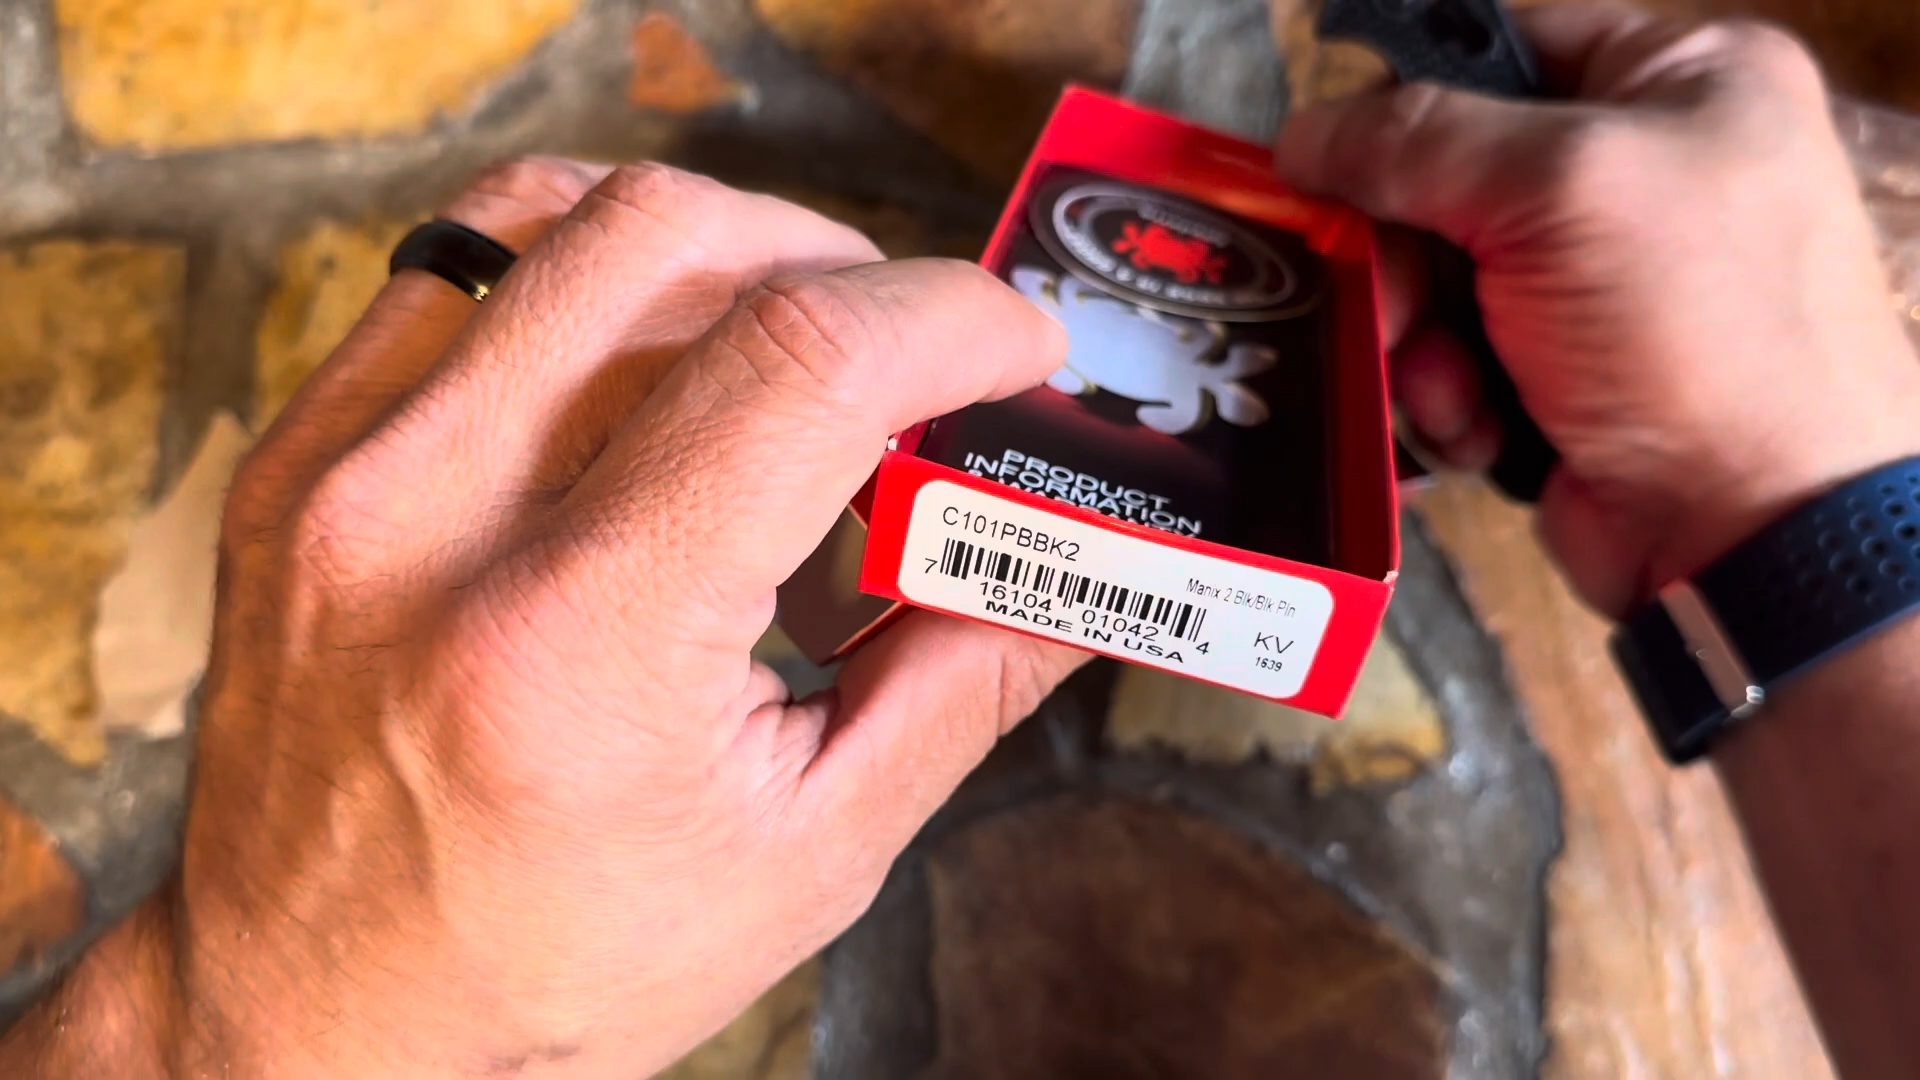 PRODUCT
INFORMATION
C101PBBK2
Manix 2 Blk/Blk Pln
7 16104 01042 4
MADE IN USA
KV
1639